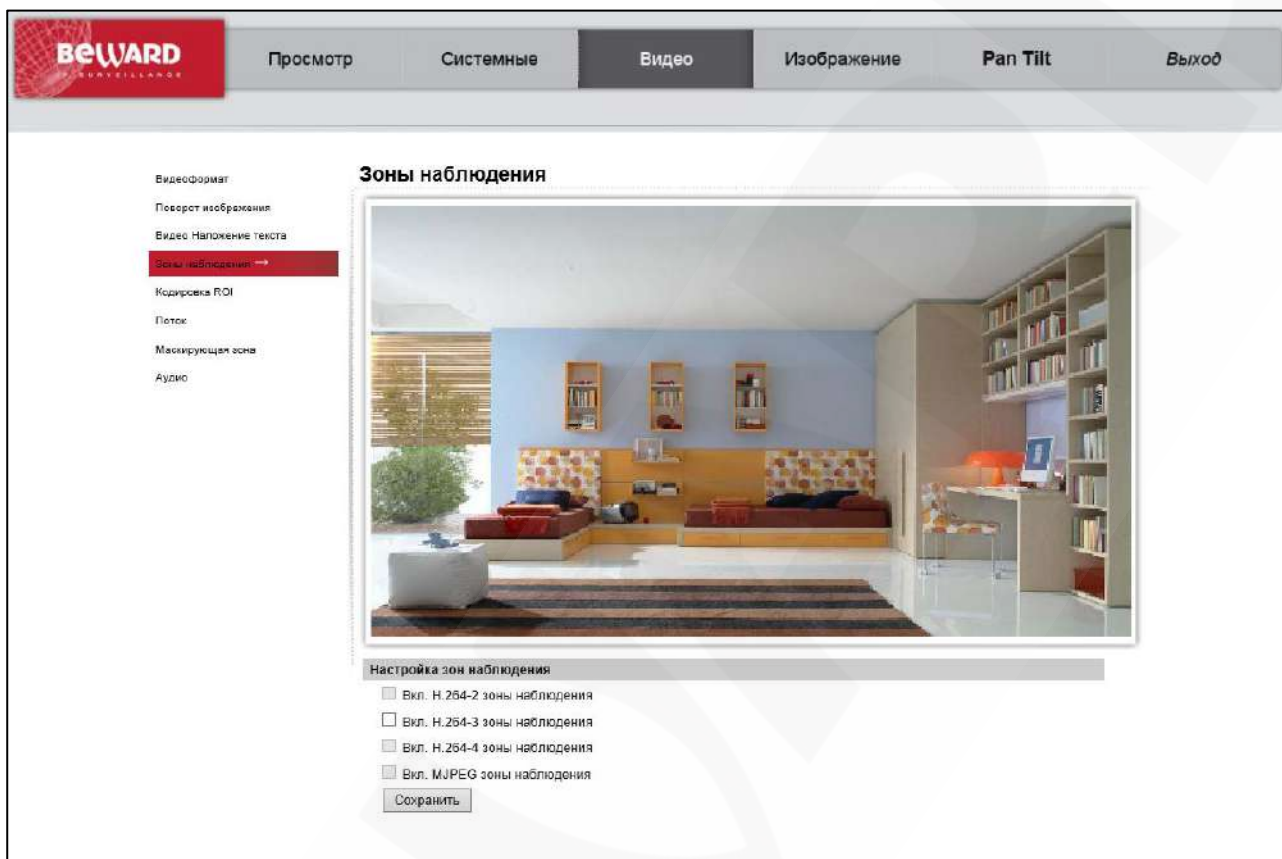 BEWARD
IP SURVEILLANCE
Просмотр
Системные
Видео
Изображение
Pan Tilt
Выход
Видеоформат
Поворот изображения
Видео Наложение текста
Зоны наблюдения →
Кодировка ROI
Поток
Маскирующая зона
Аудио
Зоны наблюдения
Настройка зон наблюдения
Вкл. H.264-2 зоны наблюдения
Вкл. H.264-3 зоны наблюдения
Вкл. H.264-4 зоны наблюдения
Вкл. MJPEG зоны наблюдения
Сохранить